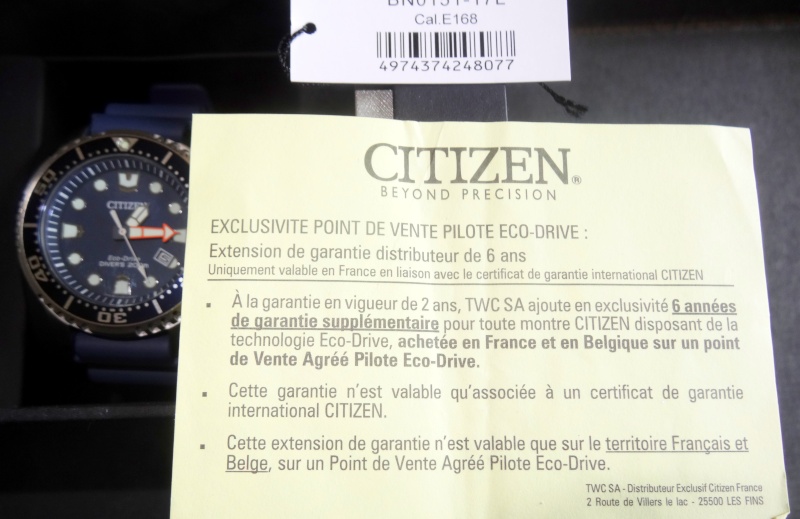 BN0151-17L
Cal.E168
4974374248077
CITIZEN®
BEYOND PRECISION
EXCLUSIVITE POINT DE VENTE PILOTE ECO-DRIVE :
Extension de garantie distributeur de 6 ans
Uniquement valable en France en liaison avec le certificat de garantie international CITIZEN
▪ À la garantie en vigueur de 2 ans, TWC SA ajoute en exclusivité 6 années
de garantie supplémentaire pour toute montre CITIZEN disposant de la
technologie Eco-Drive, achetée en France et en Belgique sur un point
de Vente Agréé Pilote Eco-Drive.
▪ Cette garantie n'est valable qu'associée à un certificat de garantie
international CITIZEN.
▪ Cette extension de garantie n'est valable que sur le territoire Français et
Belge, sur un Point de Vente Agréé Pilote Eco-Drive.
TWC SA - Distributeur Exclusif Citizen France
2 Route de Villers le lac - 25500 LES FINS
CITIZEN
Eco-Drive
DIVER'S 200M
40
30